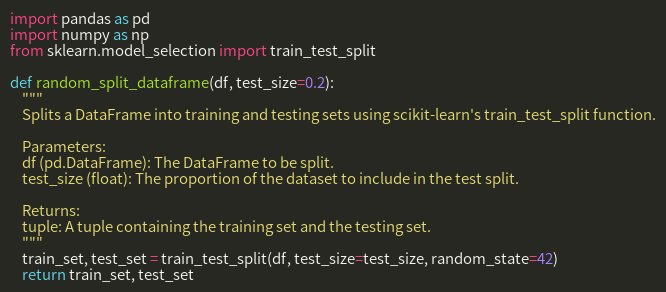 import pandas as pd
import numpy as np
from sklearn.model_selection import train_test_split

def random_split_dataframe(df, test_size=0.2):
    """
    Splits a DataFrame into training and testing sets using scikit-learn's train_test_split function.

    Parameters:
    df (pd.DataFrame): The DataFrame to be split.
    test_size (float): The proportion of the dataset to include in the test split.

    Returns:
    tuple: A tuple containing the training set and the testing set.
    """
    train_set, test_set = train_test_split(df, test_size=test_size, random_state=42)
    return train_set, test_set